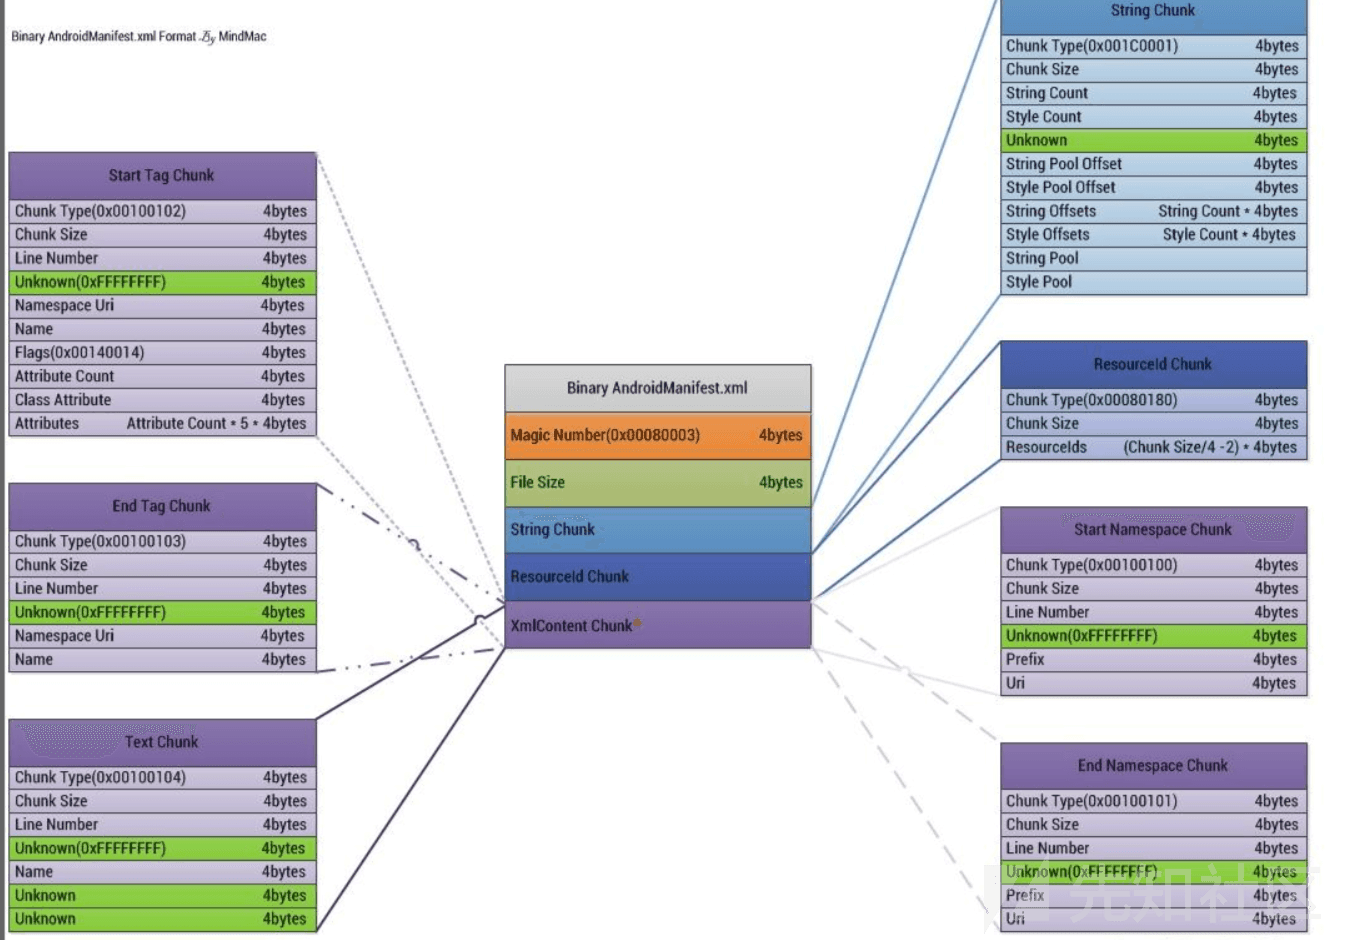 Binary AndroidManifest.xml Format By MindMac
Start Tag Chunk
Chunk Type(0x00100102) 4bytes
Chunk Size 4bytes
Line Number 4bytes
Unknown(0xFFFFFFFF) 4bytes
Namespace Uri 4bytes
Name 4bytes
Flags(0x00140014) 4bytes
Attribute Count 4bytes
Class Attribute 4bytes
Attributes Attribute Count * 5 * 4bytes
End Tag Chunk
Chunk Type(0x00100103) 4bytes
Chunk Size 4bytes
Line Number 4bytes
Unknown(0xFFFFFFFF) 4bytes
Namespace Uri 4bytes
Name 4bytes
Text Chunk
Chunk Type(0x00100104) 4bytes
Chunk Size 4bytes
Line Number 4bytes
Unknown(0xFFFFFFFF) 4bytes
Name 4bytes
Unknown 4bytes
Unknown 4bytes
Binary AndroidManifest.xml
Magic Number(0x00080003) 4bytes
File Size 4bytes
String Chunk
ResourceId Chunk
XmlContent Chunk*
String Chunk
Chunk Type(0x001C0001) 4bytes
Chunk Size 4bytes
String Count 4bytes
Style Count 4bytes
Unknown 4bytes
String Pool Offset 4bytes
Style Pool Offset 4bytes
String Offsets String Count * 4bytes
Style Offsets Style Count * 4bytes
String Pool
Style Pool
ResourceId Chunk
Chunk Type(0x00080180) 4bytes
Chunk Size 4bytes
ResourceIds (Chunk Size/4 -2) * 4bytes
Start Namespace Chunk
Chunk Type(0x00100100) 4bytes
Chunk Size 4bytes
Line Number 4bytes
Unknown(0xFFFFFFFF) 4bytes
Prefix 4bytes
Uri 4bytes
End Namespace Chunk
Chunk Type(0x00100101) 4bytes
Chunk Size 4bytes
Line Number 4bytes
Unknown(0xFFFFFFFF) 4bytes
Prefix 4bytes
Uri 4bytes
先知社区